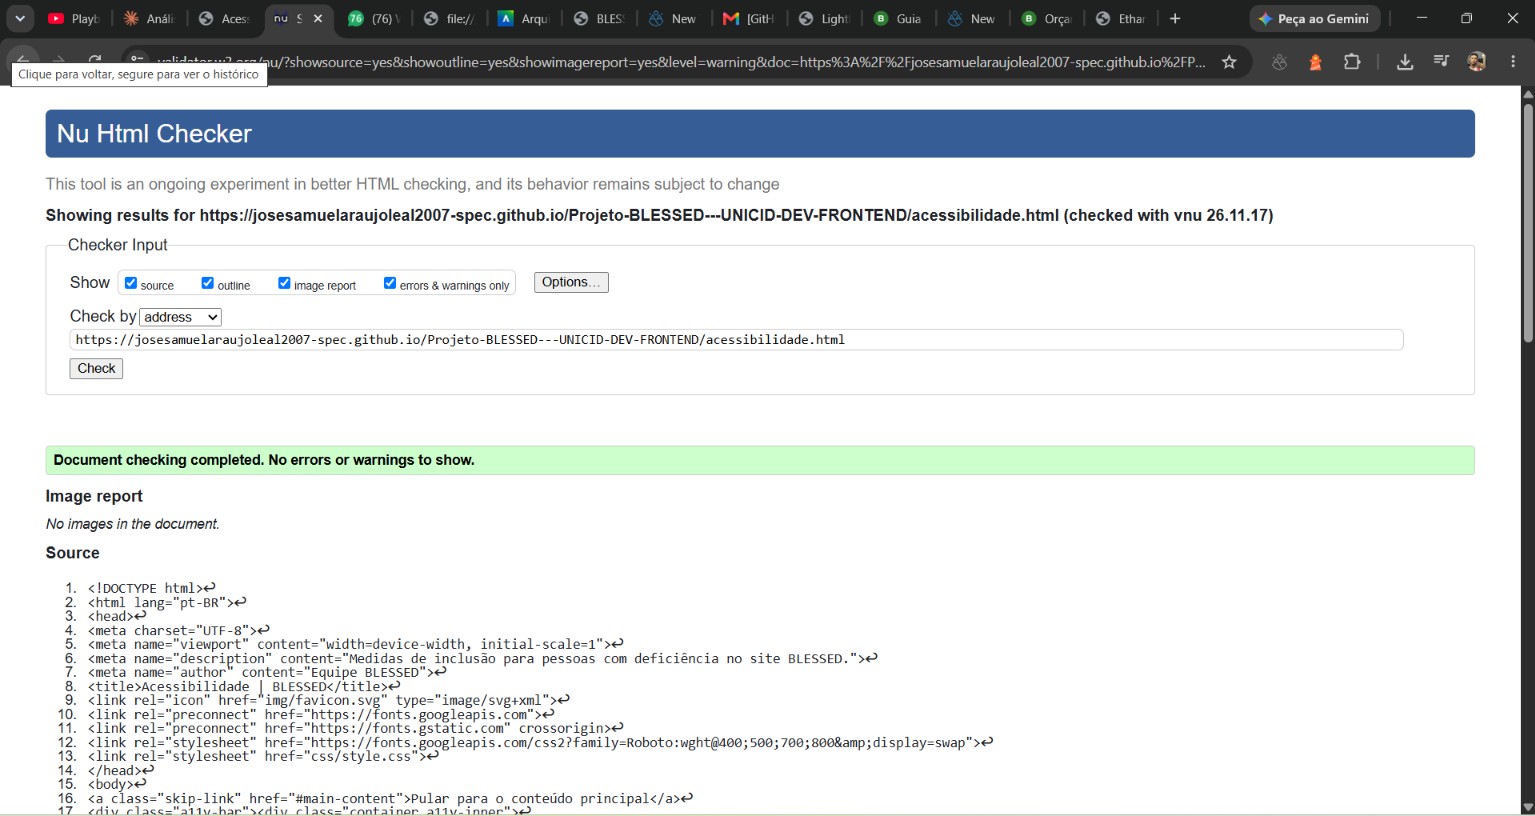 Playb
Análi
Aces
nu
S
76
(76) \
file:/
Arqu
BLES
New
[GitH
Light
Guia
New
Orça
Ethar
Peça ao Gemini
/nu/?showsource=yes&showoutline=yes&showimagereport=yes&level=warning&doc=https%3A%2F%2Fjosesamuelaraujoleal2007-spec.github.io%2FP...
Clique para voltar, segure para ver o histórico
Nu Html Checker
This tool is an ongoing experiment in better HTML checking, and its behavior remains subject to change
Showing results for https://josesamuelaraujoleal2007-spec.github.io/Projeto-BLESSED---UNICID-DEV-FRONTEND/acessibilidade.html (checked with vnu 26.11.17)
Checker Input
Show source outline image report errors & warnings only Options...
Check by address
https://josesamuelaraujoleal2007-spec.github.io/Projeto-BLESSED---UNICID-DEV-FRONTEND/acessibilidade.html
Check
Document checking completed. No errors or warnings to show.
Image report
No images in the document.
Source
1. <!DOCTYPE html>↩
2. <html lang="pt-BR">↩
3. <head>↩
4. <meta charset="UTF-8">↩
5. <meta name="viewport" content="width=device-width, initial-scale=1">↩
6. <meta name="description" content="Medidas de inclusão para pessoas com deficiência no site BLESSED.">↩
7. <meta name="author" content="Equipe BLESSED">↩
8. <title>Acessibilidade | BLESSED</title>↩
9. <link rel="icon" href="img/favicon.svg" type="image/svg+xml">↩
10. <link rel="preconnect" href="https://fonts.googleapis.com">↩
11. <link rel="preconnect" href="https://fonts.gstatic.com" crossorigin>↩
12. <link rel="stylesheet" href="https://fonts.googleapis.com/css2?family=Roboto:wght@400;500;700;800&amp;display=swap">↩
13. <link rel="stylesheet" href="css/style.css">↩
14. </head>↩
15. <body>↩
16. <a class="skip-link" href="#main-content">Pular para o conteúdo principal</a>↩
17. <div class="a11y-bar"><div class="container a11y-inner">↩